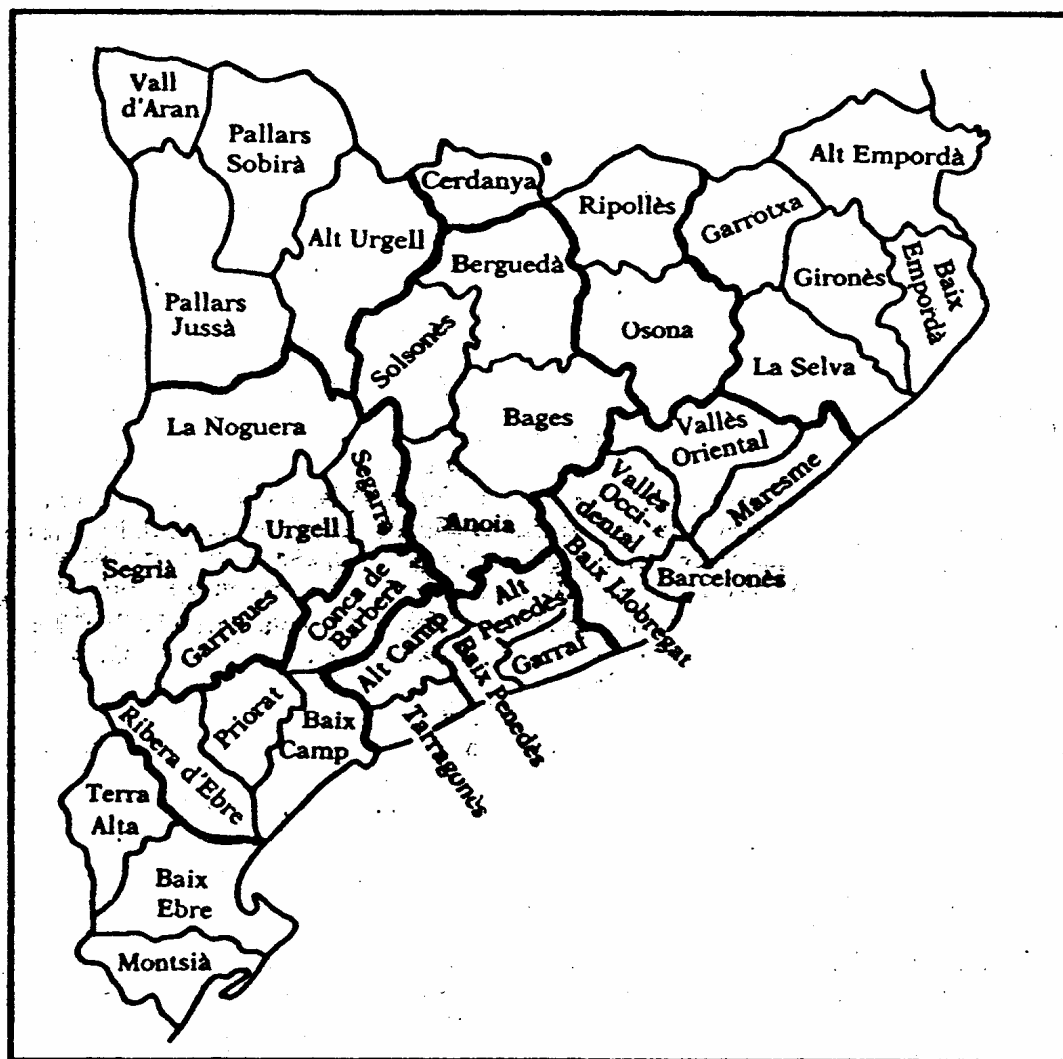 Vall
d'Aran
Pallars
Sobirà
Alt Urgell
Cerdanya
Ripollès
Garrotxa
Alt Empordà
Pallars
Jussà
Berguedà
Gironès
Baix
Empordà
Solsonès
Osona
La Selva
La Noguera
Bages
Vallès
Oriental
Segarra
Vallès
Occi-
dental
Maresme
Urgell
Anoia
Segrià
Baix Llobregat
Barcelonès
Garrigues
Conca de
Barberà
Alt
Penedès
Alt Camp
Garraf
Baix Penedès
Priorat
Baix
Camp
Tarragonès
Ribera d'Ebre
Terra
Alta
Baix
Ebre
Montsià